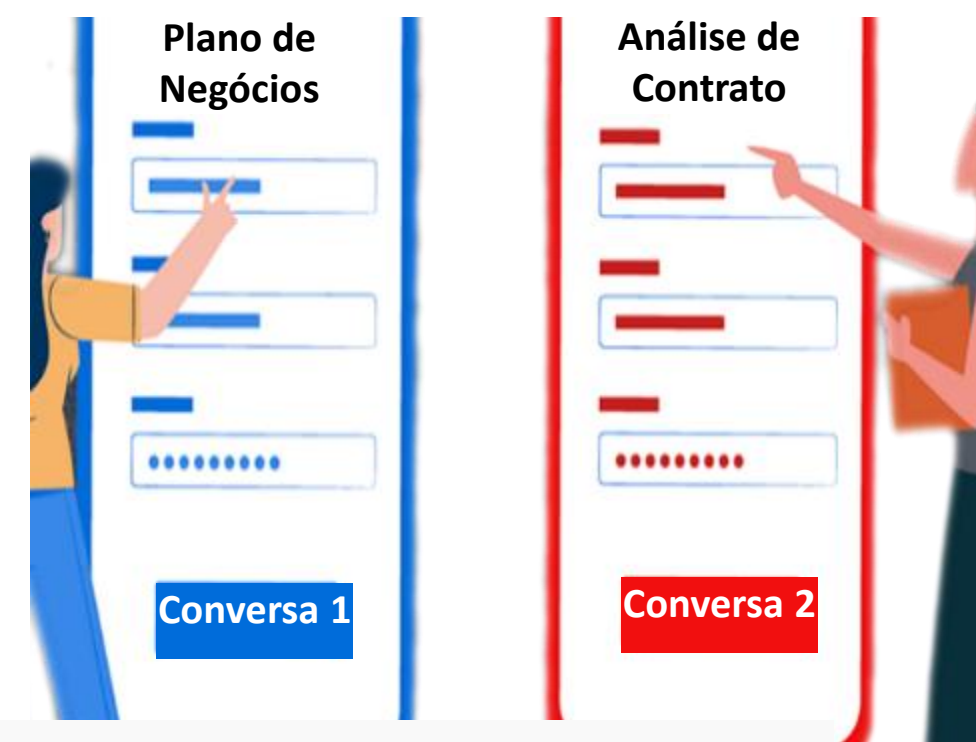 Plano de
Negócios
Conversa 1
Análise de
Contrato
Conversa 2